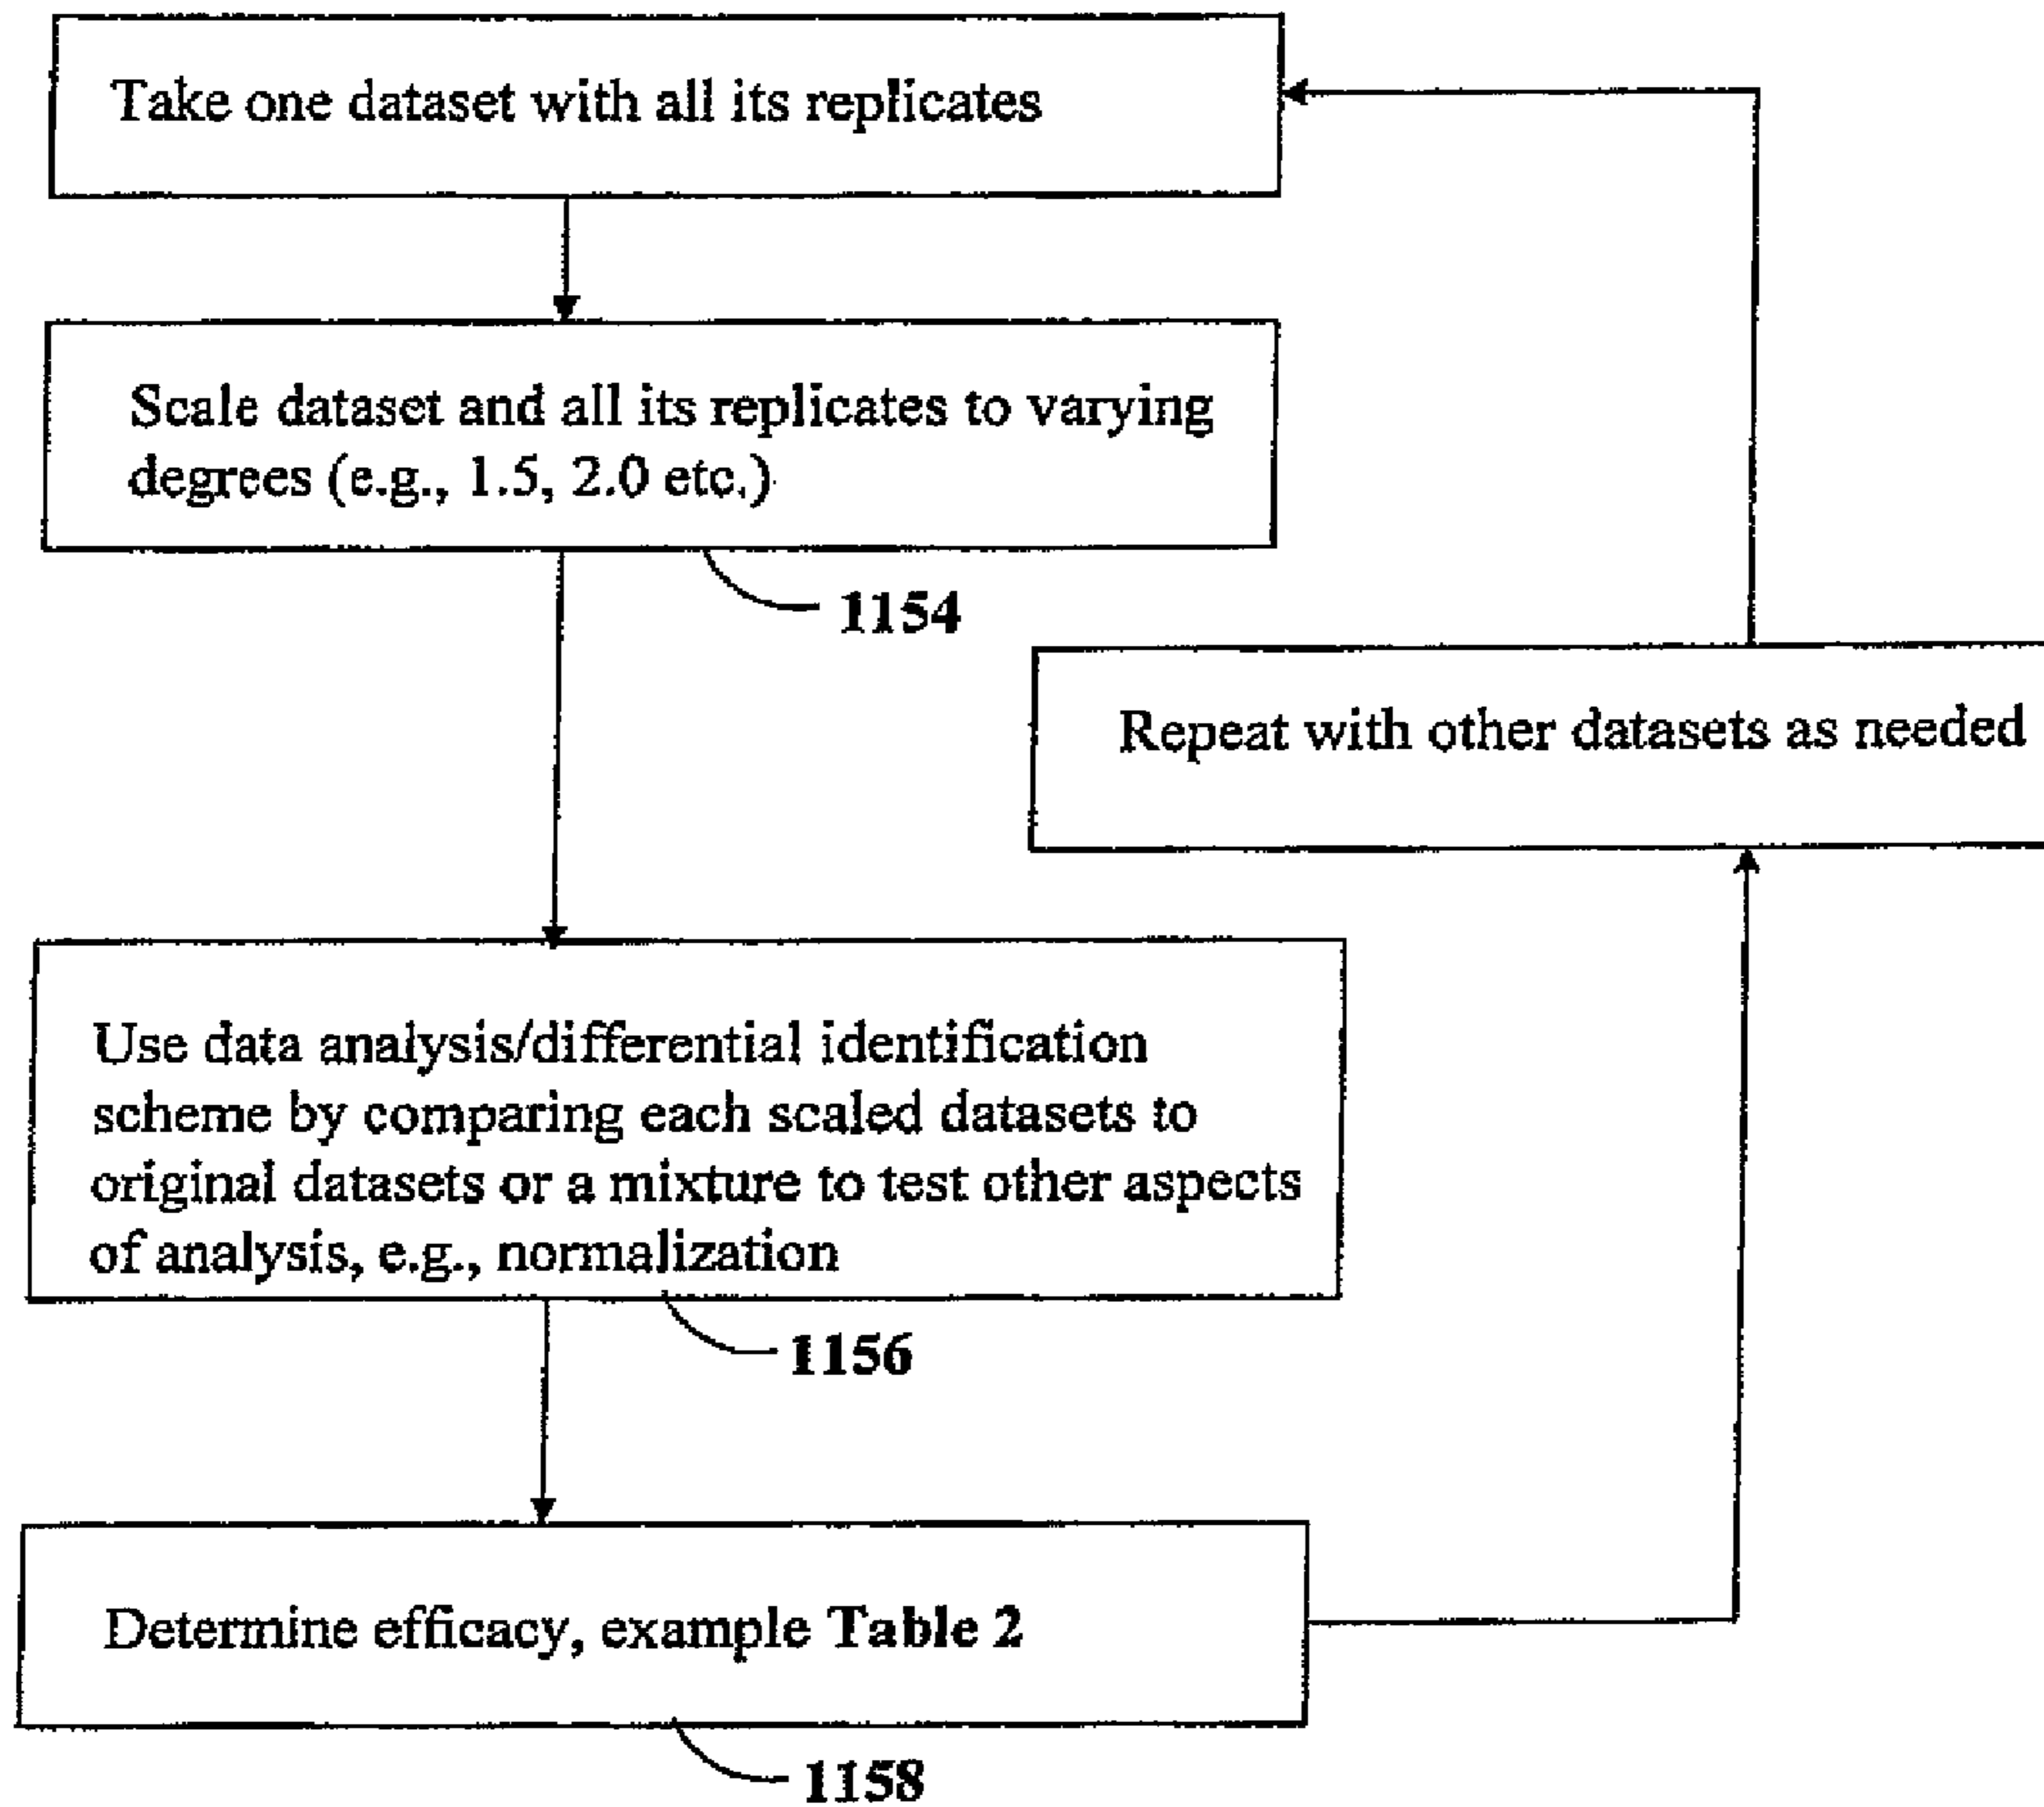 Take one dataset with all its replicates
Scale dataset and all its replicates to varying
degrees (e.g., 1.5, 2.0 etc.)
1154
Repeat with other datasets as needed
Use data analysis/differential identification
scheme by comparing each scaled datasets to
original datasets or a mixture to test other aspects
of analysis, e.g., normalization
1156
Determine efficacy, example Table 2
1158